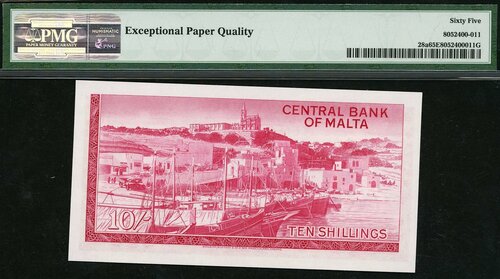 PMG
PAPER MONEY GUARANTY
NUMISMATIC
PNG
Exceptional Paper Quality
Sixty Five
8052400-011
28a65E8052400011G
CENTRAL BANK
OF MALTA
10/-
TEN SHILLINGS